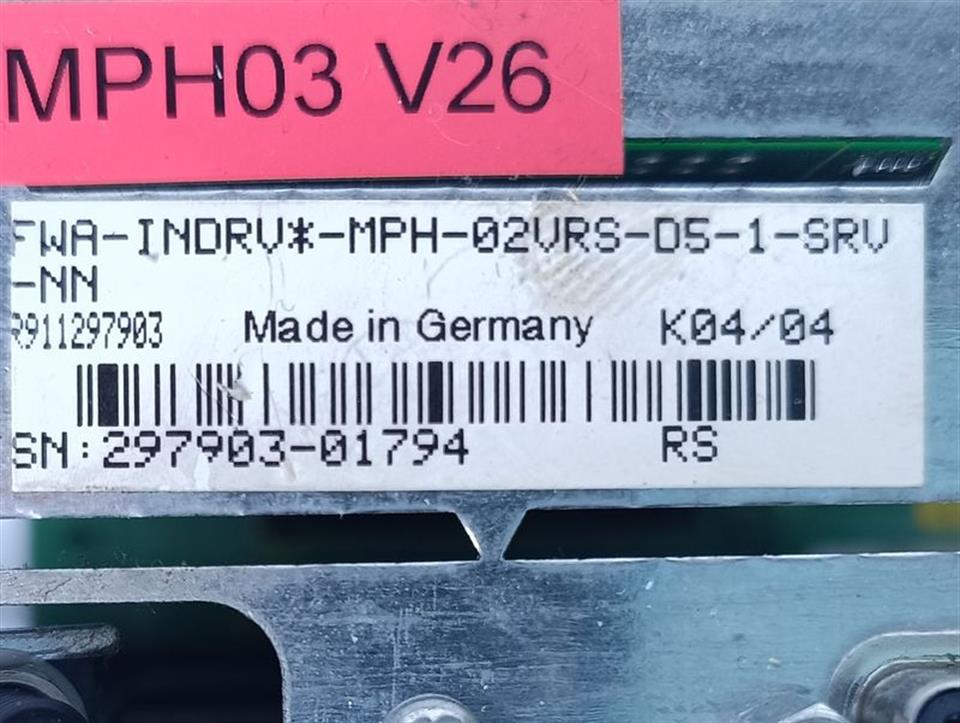 MPH03 V26
FWA-INDRV*-MPH-02VRS-D5-1-SRV
-NN
R911297903 Made in Germany K04/04
SN:297903-01794 RS